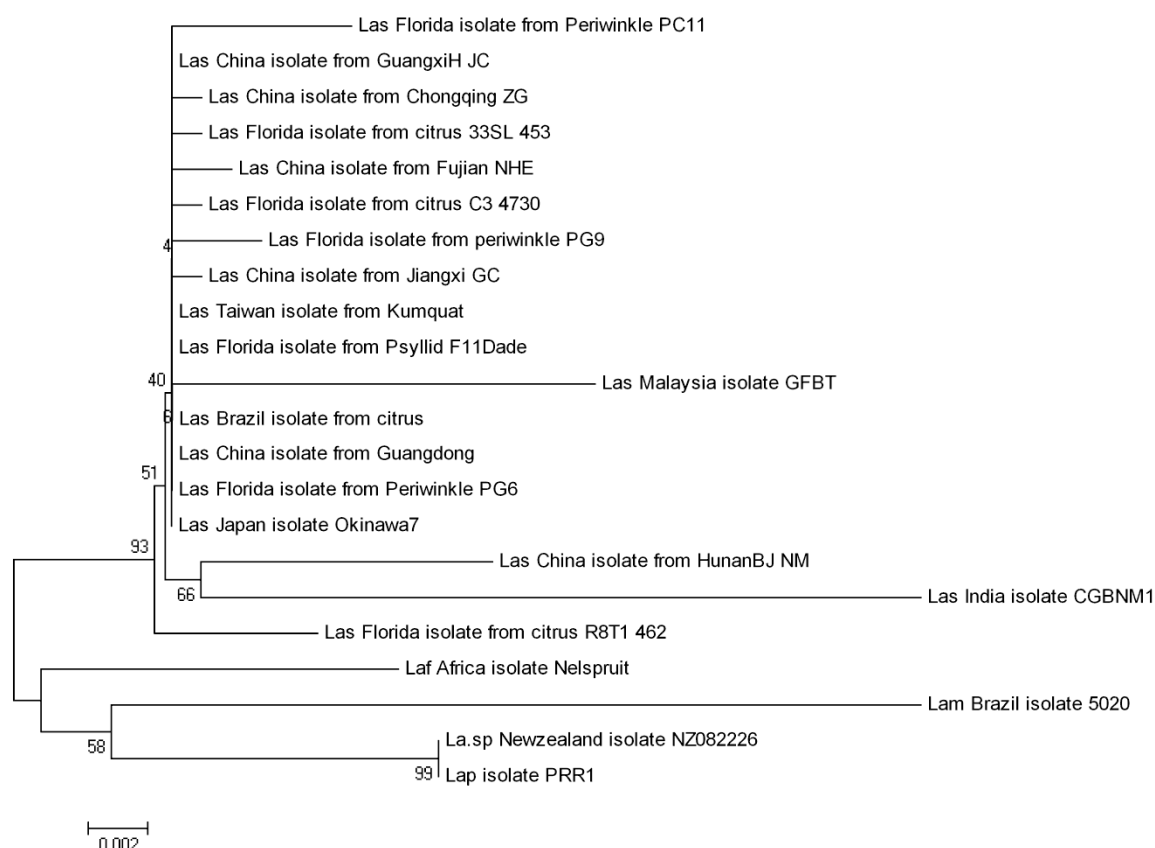 Las Florida isolate from Periwinkle PC11
Las China isolate from GuangxiH JC
Las China isolate from Chongqing ZG
Las Florida isolate from citrus 33SL 453
Las China isolate from Fujian NHE
Las Florida isolate from citrus C3 4730
Las Florida isolate from periwinkle PG9
4
Las China isolate from Jiangxi GC
Las Taiwan isolate from Kumquat
Las Florida isolate from Psyllid F11Dade
40
Las Malaysia isolate GFBT
6
Las Brazil isolate from citrus
Las China isolate from Guangdong
51
Las Florida isolate from Periwinkle PG6
Las Japan isolate Okinawa7
93
Las China isolate from HunanBJ NM
66
Las India isolate CGBNM1
Las Florida isolate from citrus R8T1 462
Laf Africa isolate Nelspruit
Lam Brazil isolate 5020
58
La.sp Newzealand isolate NZ082226
99
Lap isolate PRR1
0.002